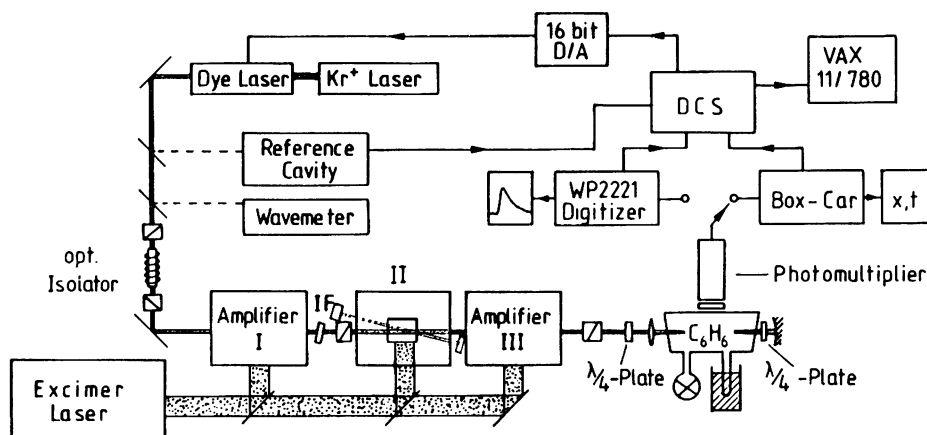 16 bit
D/A
VAX
11/780
Dye Laser
Kr⁺ Laser
DCS
Reference
Cavity
WP2221
Digitizer
Box-Car
x,t
Wavemeter
opt.
Isolator
Photomultiplier
Amplifier
I
IF
II
Amplifier
III
C₆H₆
λ/4-Plate
λ/4-Plate
Excimer
Laser